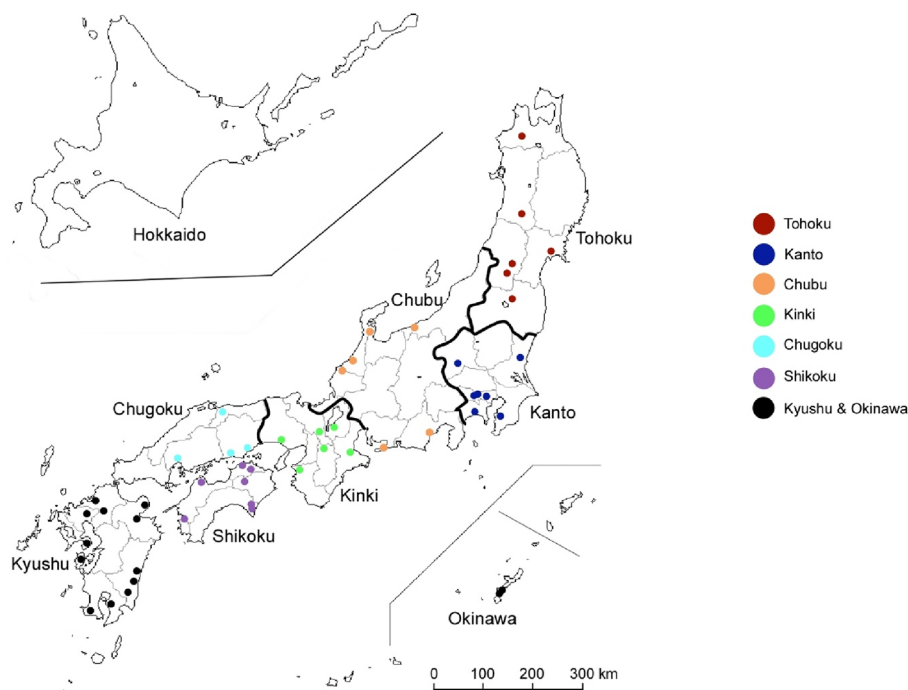 Hokkaido
Tohoku
Chubu
Chugoku
Kanto
Kinki
Shikoku
Kyushu
Okinawa
0 100 200 300 km
Tohoku
Kanto
Chubu
Kinki
Chugoku
Shikoku
Kyushu & Okinawa